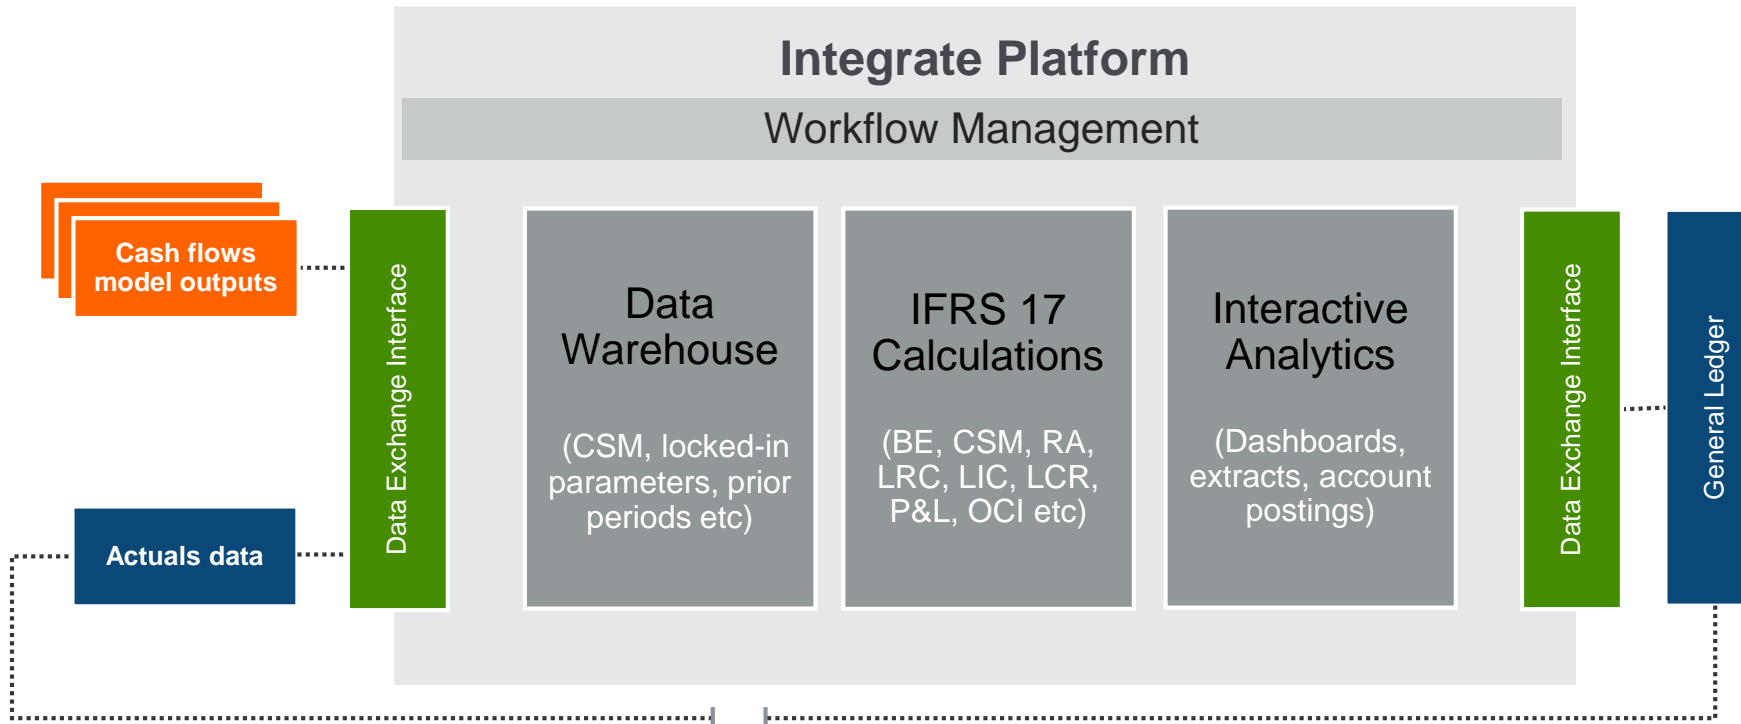 Integrate Platform
Workflow Management
Cash flows
model outputs
Actuals data
Data Exchange Interface
Data
Warehouse
(CSM, locked-in
parameters, prior
periods etc)
IFRS 17
Calculations
(BE, CSM, RA,
LRC, LIC, LCR,
P&L, OCI etc)
Interactive
Analytics
(Dashboards,
extracts, account
postings)
Data Exchange Interface
General Ledger